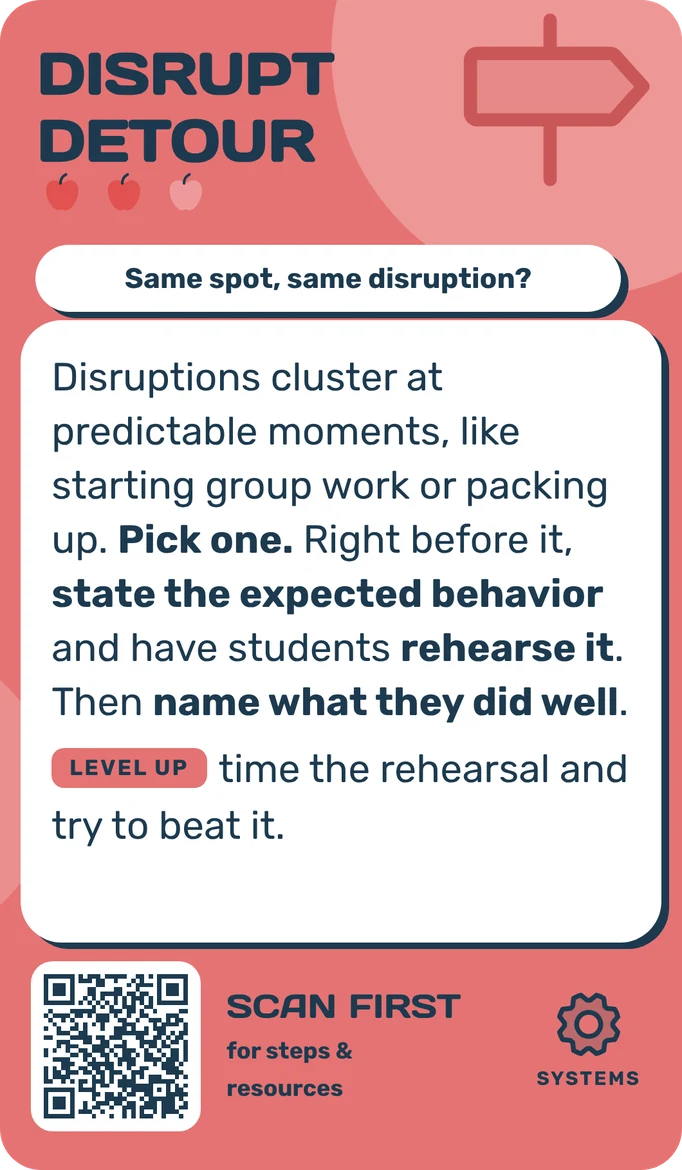 DISRUPT
DETOUR
Same spot, same disruption?
Disruptions cluster at
predictable moments, like
starting group work or packing
up. Pick one. Right before it,
state the expected behavior
and have students rehearse it.
Then name what they did well.
LEVEL UP time the rehearsal and
try to beat it.
SCAN FIRST
for steps &
resources
SYSTEMS